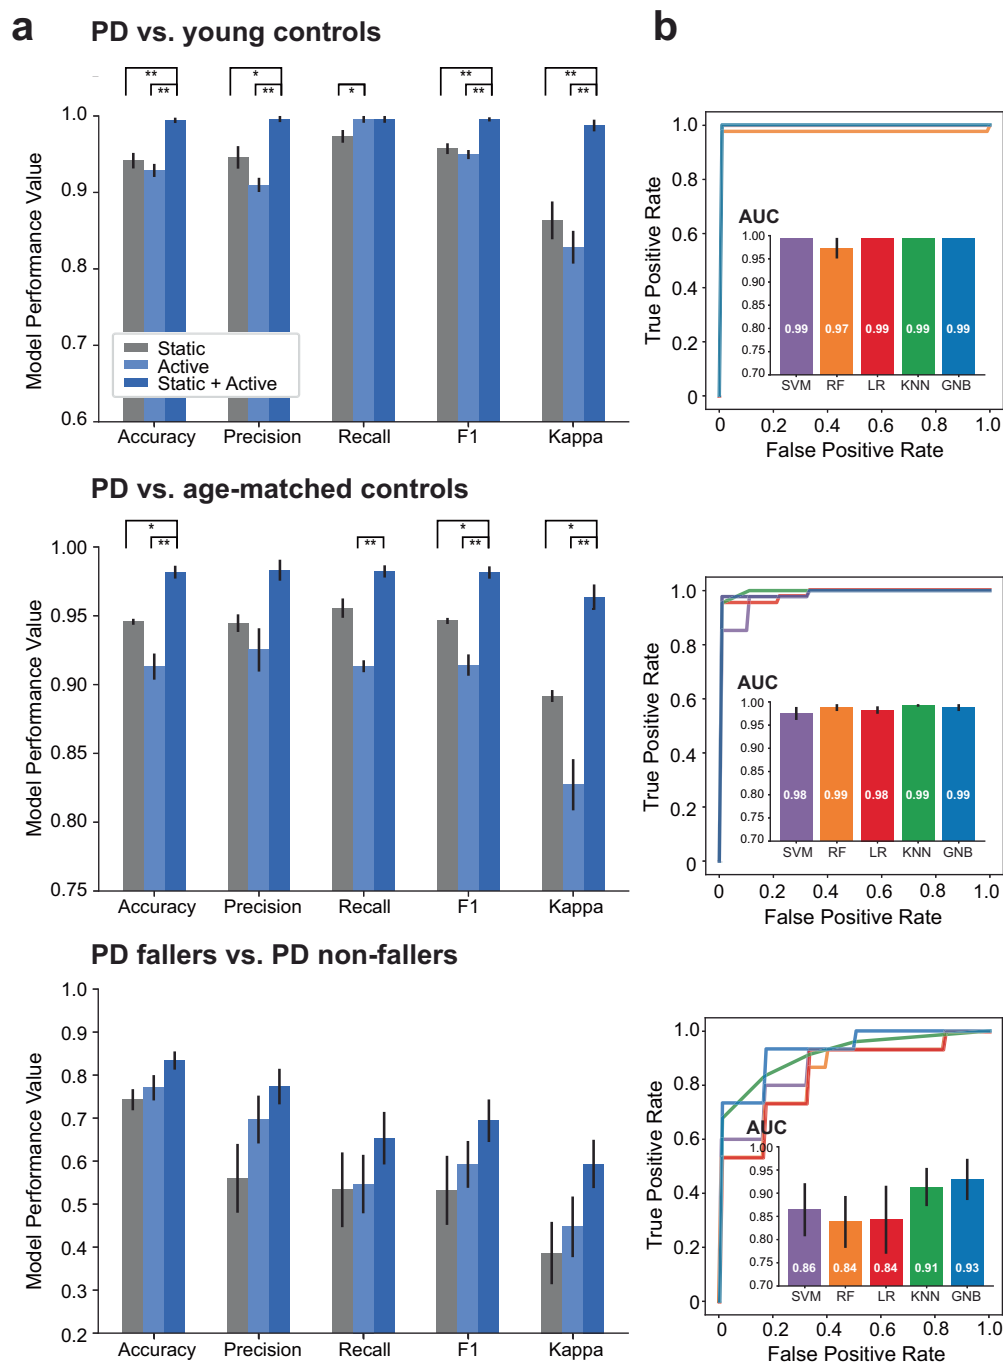 a
PD vs. young controls
b
** ** * ** * ** ** ** **
Model Performance Value
1.0
0.9
0.8
0.7
0.6
Static
Active
Static + Active
Accuracy Precision Recall F1 Kappa
True Positive Rate
1.0
0.8
0.6
0.4
0.2
0
AUC
1.00
0.95
0.90
0.85
0.80
0.75
0.70
0.99 0.97 0.99 0.99 0.99
SVM RF LR KNN GNB
0 0.2 0.4 0.6 0.8 1.0
False Positive Rate
PD vs. age-matched controls
* ** ** * ** * **
Model Performance Value
1.00
0.95
0.90
0.85
0.80
0.75
Accuracy Precision Recall F1 Kappa
True Positive Rate
1.0
0.8
0.6
0.4
0.2
0
AUC
1.00
0.95
0.90
0.85
0.80
0.75
0.70
0.98 0.99 0.98 0.99 0.99
SVM RF LR KNN GNB
0 0.2 0.4 0.6 0.8 1.0
False Positive Rate
PD fallers vs. PD non-fallers
Model Performance Value
1.0
0.9
0.8
0.7
0.6
0.5
0.4
0.3
0.2
Accuracy Precision Recall F1 Kappa
True Positive Rate
1.0
0.8
0.6
0.4
0.2
0
AUC
1.00
0.95
0.90
0.85
0.80
0.75
0.70
0.86 0.84 0.84 0.91 0.93
SVM RF LR KNN GNB
0 0.2 0.4 0.6 0.8 1.0
False Positive Rate